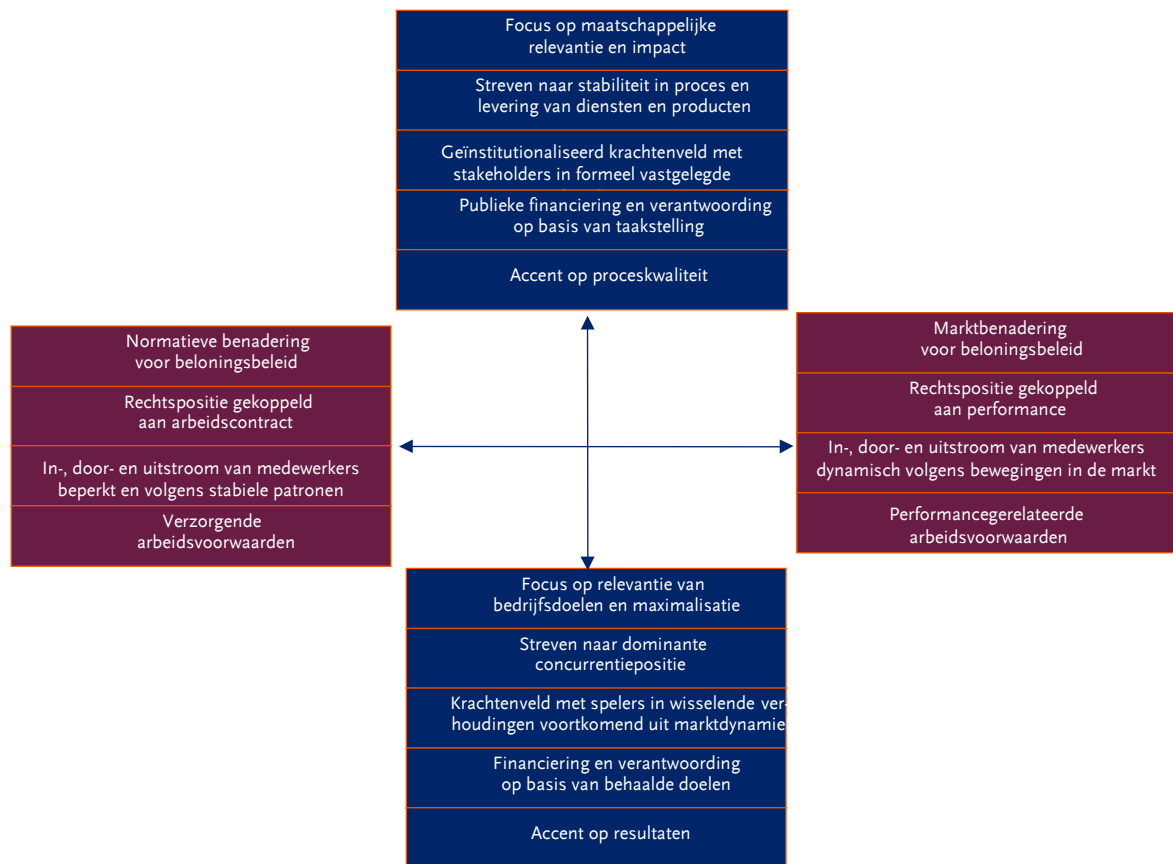 Focus op maatschappelijke
relevantie en impact
Streven naar stabiliteit in proces en
levering van diensten en producten
Geïnstitutionaliseerd krachtenveld met
stakeholders in formeel vastgelegde
Publieke financiering en verantwoording
op basis van taakstelling
Accent op proceskwaliteit
Normatieve benadering
voor beloningsbeleid
Rechtspositie gekoppeld
aan arbeidscontract
In-, door- en uitstroom van medewerkers
beperkt en volgens stabiele patronen
Verzorgende
arbeidsvoorwaarden
Marktbenadering
voor beloningsbeleid
Rechtspositie gekoppeld
aan performance
In-, door- en uitstroom van medewerkers
dynamisch volgens bewegingen in de markt
Performancegerelateerde
arbeidsvoorwaarden
Focus op relevantie van
bedrijfsdoelen en maximalisatie
Streven naar dominante
concurrentiepositie
Krachtenveld met spelers in wisselende ver-
houdingen voortkomend uit marktdynamie
Financiering en verantwoording
op basis van behaalde doelen
Accent op resultaten